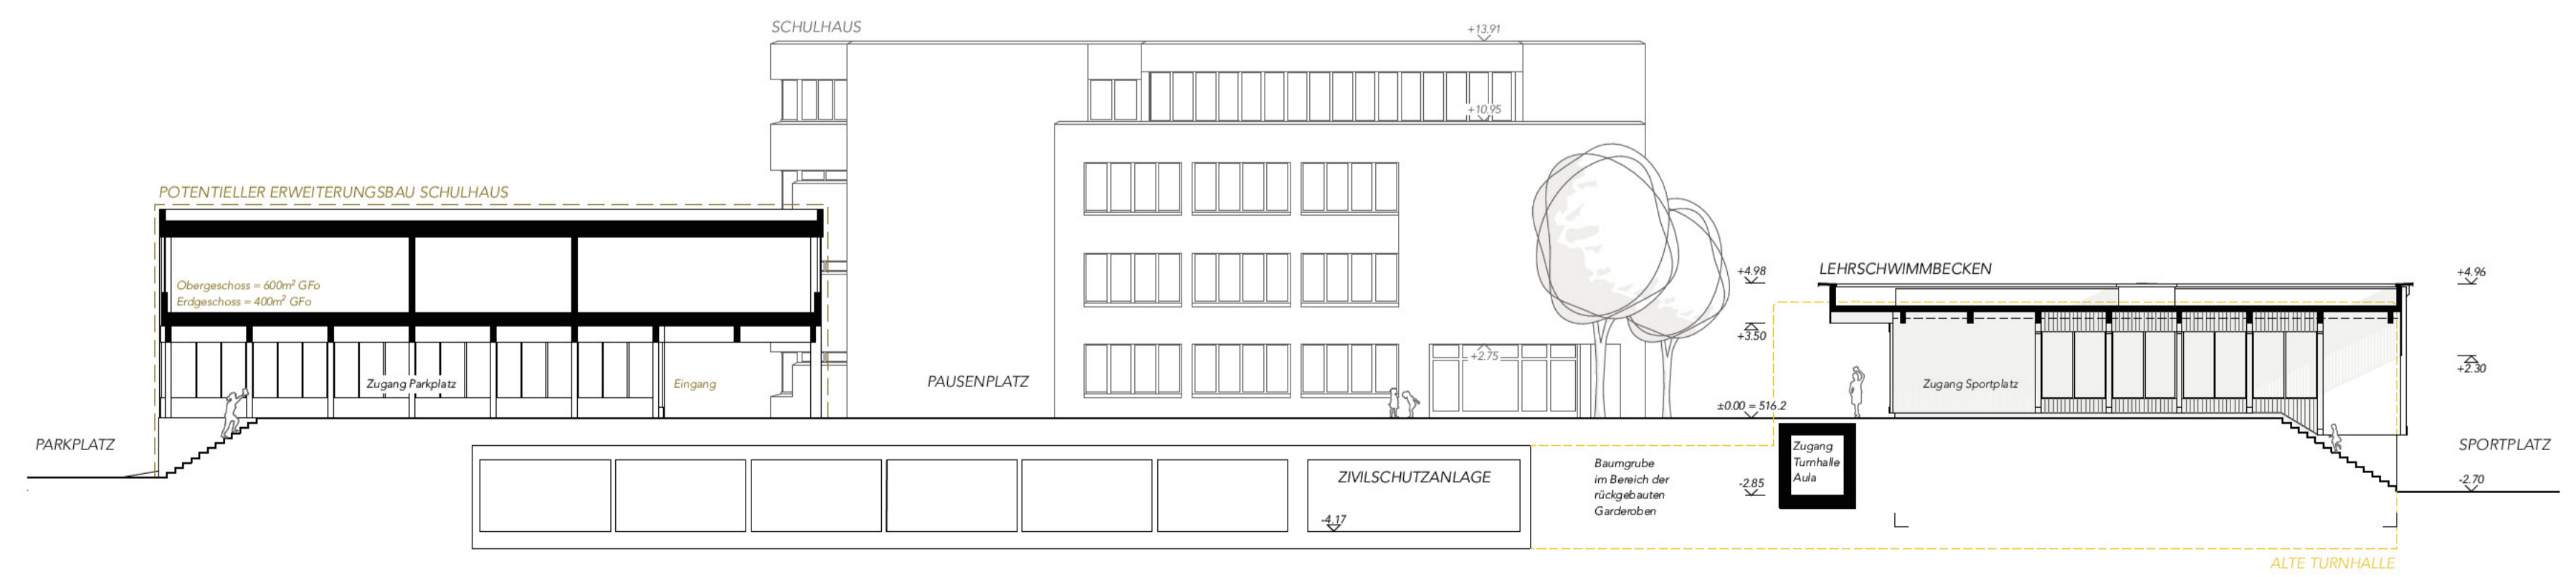 SCHULHAUS
+13.91
+10.95
POTENTIELLER ERWEITERUNGSBAU SCHULHAUS
Obergeschoss = 600m² GFo
Erdgeschoss = 400m² GFo
Zugang Parkplatz
Eingang
PARKPLATZ
PAUSENPLATZ
+2.75
+4.98
+3.50
±0.00 = 516.2
LEHRSCHWIMMBECKEN
+4.96
+2.30
Zugang Sportplatz
SPORTPLATZ
-2.70
ZIVILSCHUTZANLAGE
-4.17
Baumgrube
im Bereich der
rückgebauten
Garderoben
-2.85
Zugang
Turnhalle
Aula
ALTE TURNHALLE